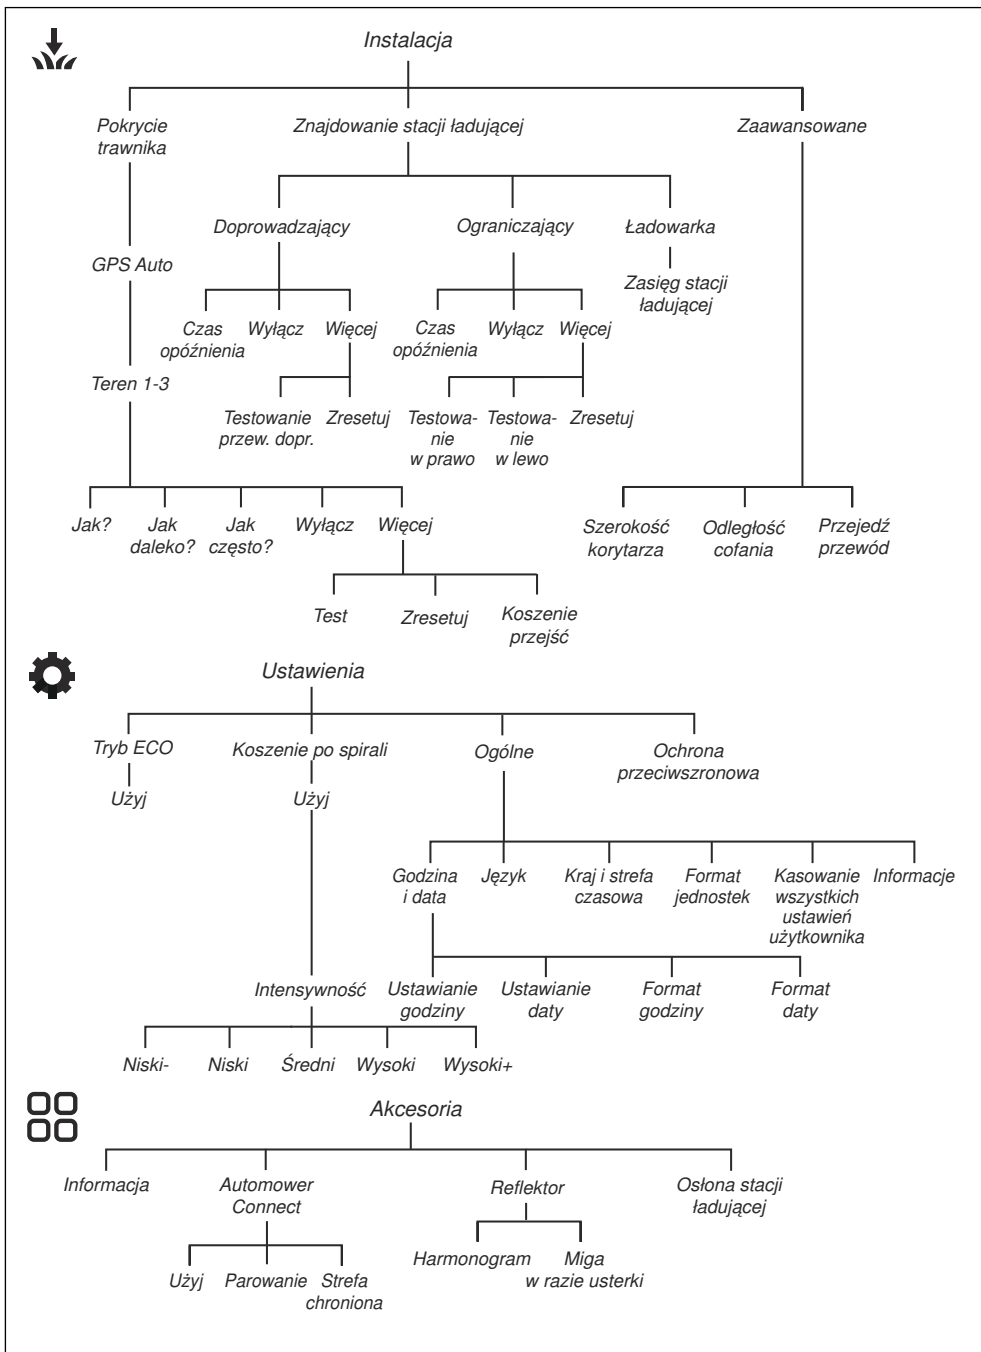 Instalacja
Pokrycie
trawnika
Znajdowanie stacji ładującej
Zaawansowane
Doprowadzający
Ograniczający
Ładowarka
GPS Auto
Zasięg stacji
ładującej
Czas
opóźnienia
Wyłącz
Więcej
Czas
opóźnienia
Wyłącz
Więcej
Teren 1-3
Testowanie
przew. dopr.
Zresetuj
Testowa-
nie
w prawo
Testowa-
nie
w lewo
Zresetuj
Jak?
Jak
daleko?
Jak
często?
Wyłącz
Więcej
Szerokość
korytarza
Odległość
cofania
Przejedź
przewód
Test
Zresetuj
Koszenie
przejść
Ustawienia
Tryb ECO
Koszenie po spirali
Ogólne
Ochrona
przeciwszronowa
Użyj
Użyj
Godzina
i data
Język
Kraj i strefa
czasowa
Format
jednostek
Kasowanie
wszystkich
ustawień
użytkownika
Informacje
Intensywność
Ustawianie
godziny
Ustawianie
daty
Format
godziny
Format
daty
Niski-
Niski
Średni
Wysoki
Wysoki+
Akcesoria
Informacja
Automower
Connect
Reflektor
Osłona stacji
ładującej
Użyj
Parowanie
Strefa
chroniona
Harmonogram
Miga
w razie usterki